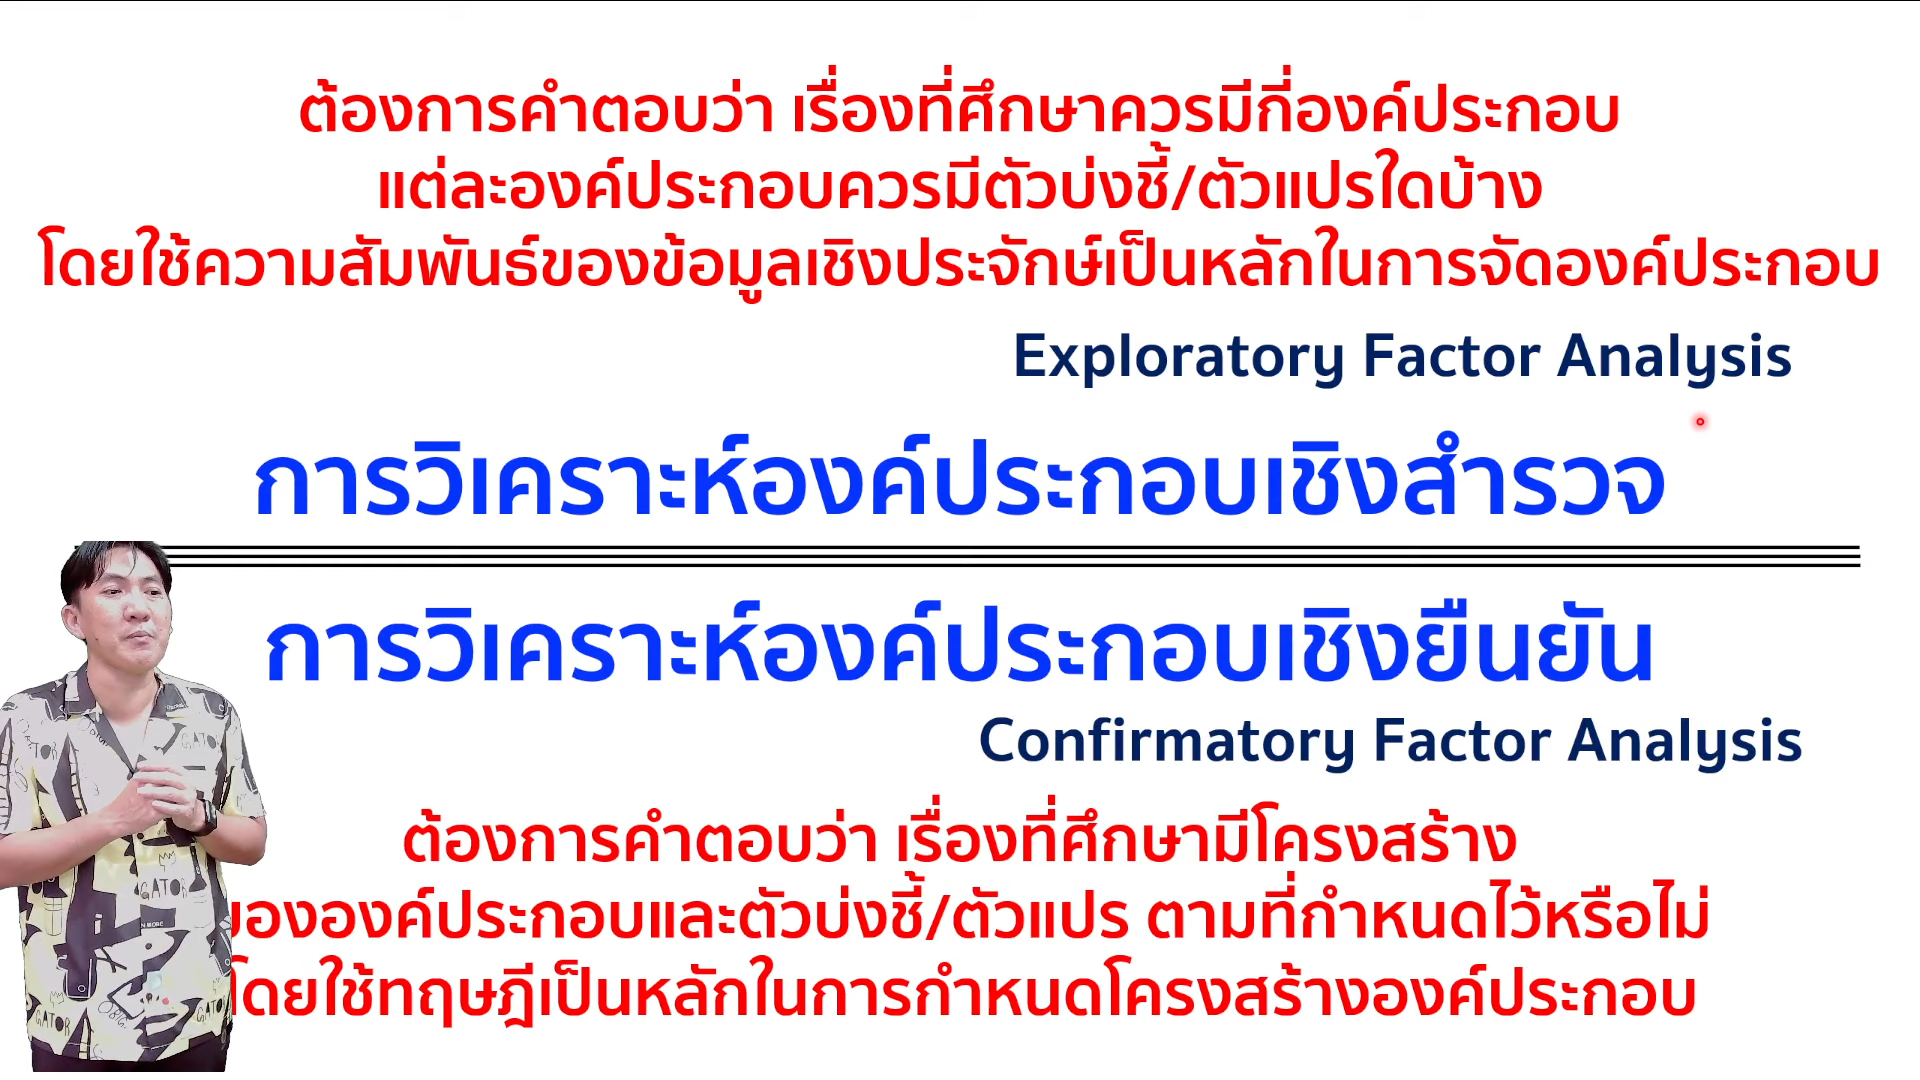 ต้องการคำตอบว่า เรื่องที่ศึกษาควรมีกี่องค์ประกอบ
แต่ละองค์ประกอบควรมีตัวบ่งชี้/ตัวแปรใดบ้าง
โดยใช้ความสัมพันธ์ของข้อมูลเชิงประจักษ์เป็นหลักในการจัดองค์ประกอบ
Exploratory Factor Analysis
การวิเคราะห์องค์ประกอบเชิงสำรวจ
การวิเคราะห์องค์ประกอบเชิงยืนยัน
Confirmatory Factor Analysis
ต้องการคำตอบว่า เรื่องที่ศึกษามีโครงสร้าง
ขององค์ประกอบและตัวบ่งชี้/ตัวแปร ตามที่กำหนดไว้หรือไม่
โดยใช้ทฤษฎีเป็นหลักในการกำหนดโครงสร้างองค์ประกอบ
GATOR
GATOR
GATOR